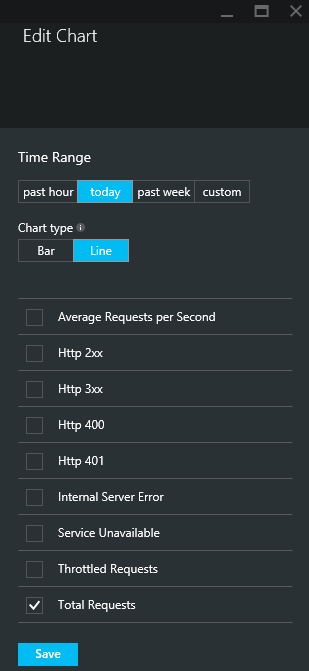 Edit Chart
Time Range
past hour today past week custom
Chart type
Bar Line
Average Requests per Second
Http 2xx
Http 3xx
Http 400
Http 401
Internal Server Error
Service Unavailable
Throttled Requests
Total Requests
Save